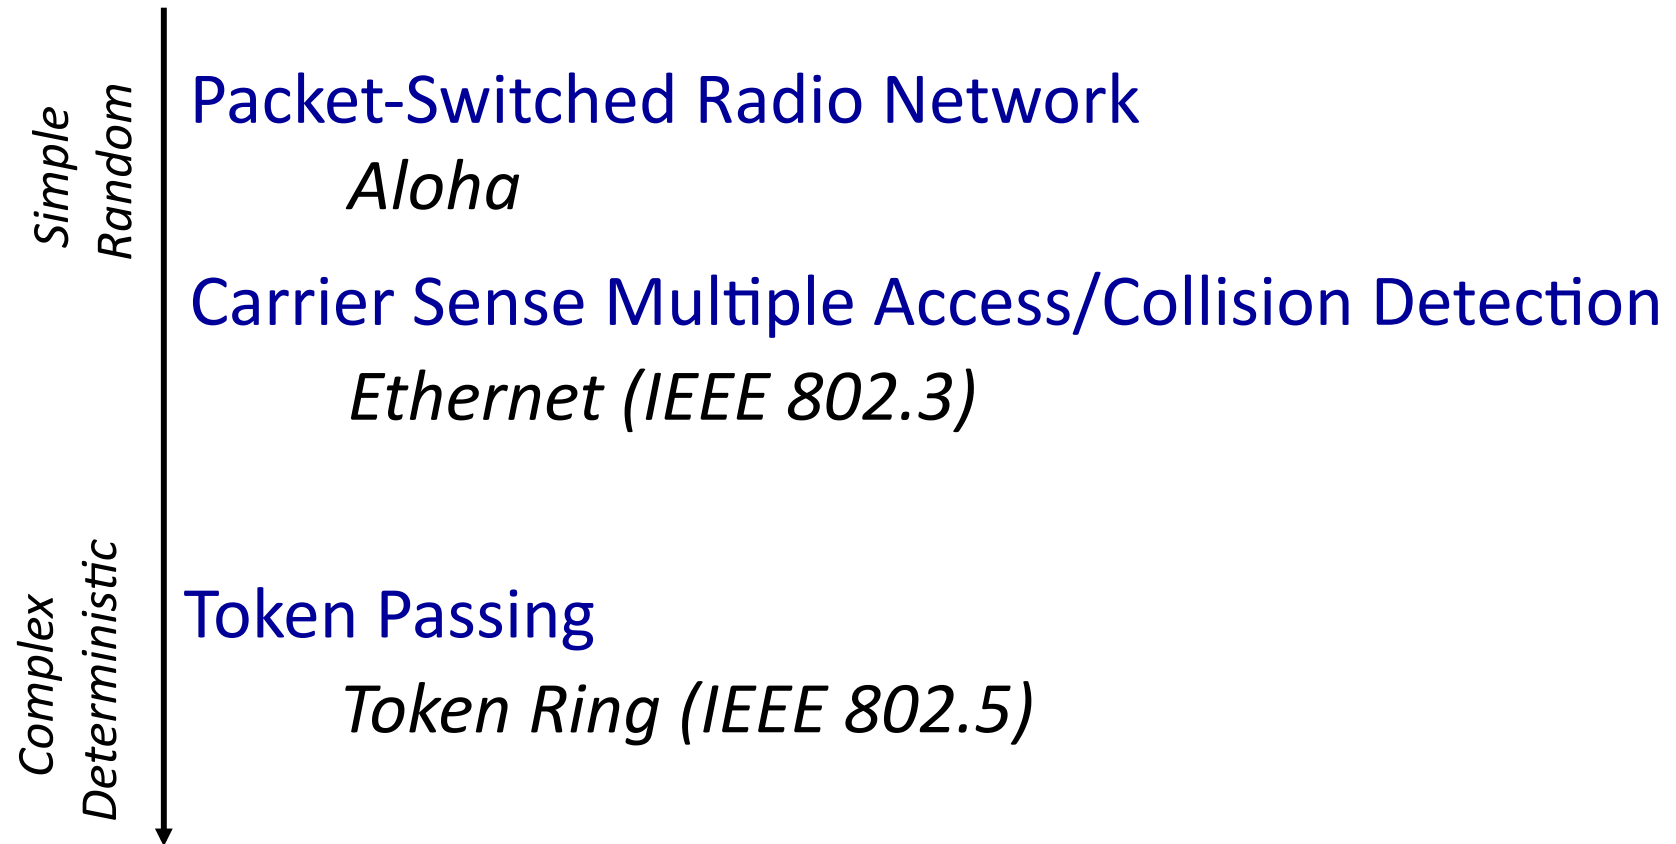 Simple
Random
Packet-Switched Radio Network
Aloha
Carrier Sense Multiple Access/Collision Detection
Ethernet (IEEE 802.3)
Complex
Deterministic
Token Passing
Token Ring (IEEE 802.5)